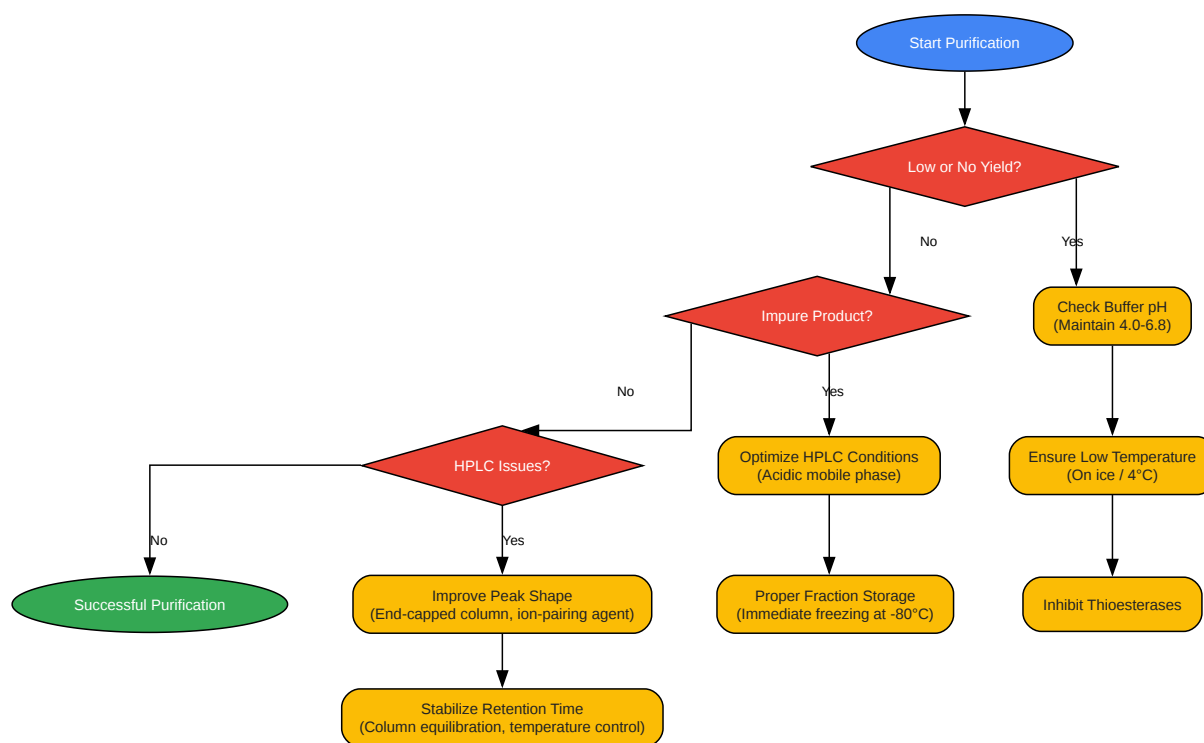 Start Purification
Low or No Yield?
No
Yes
Impure Product?
Check Buffer pH
(Maintain 4.0-6.8)
No
Yes
HPLC Issues?
Optimize HPLC Conditions
(Acidic mobile phase)
Ensure Low Temperature
(On ice / 4°C)
No
Yes
Successful Purification
Improve Peak Shape
(End-capped column, ion-pairing agent)
Proper Fraction Storage
(Immediate freezing at -80°C)
Inhibit Thioesterases
Stabilize Retention Time
(Column equilibration, temperature control)